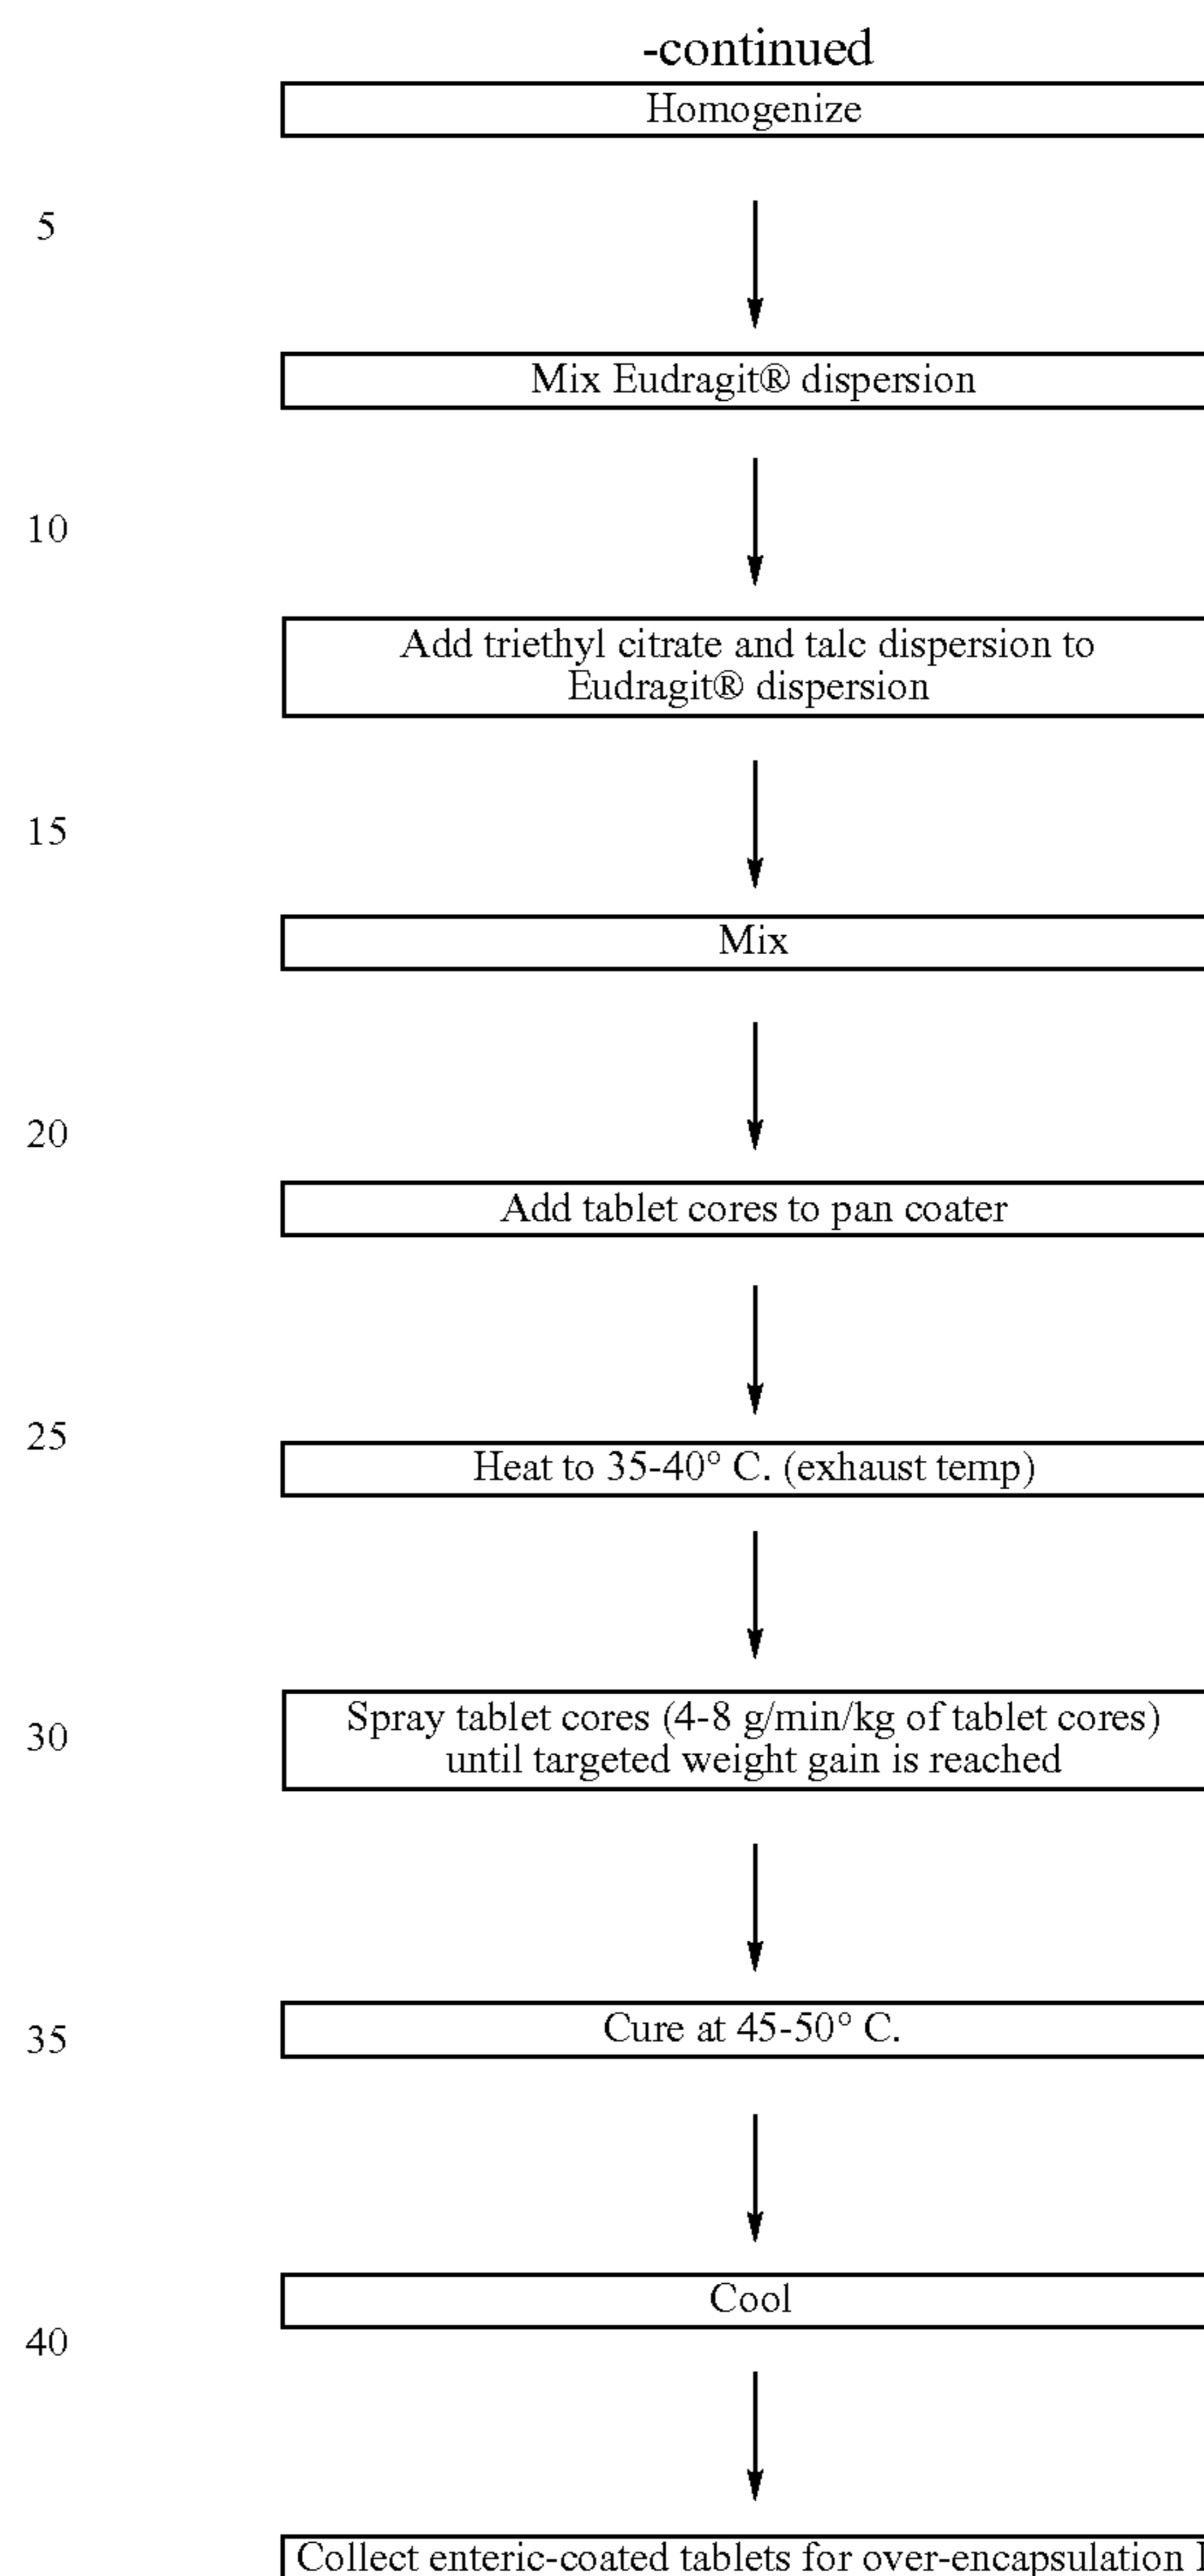 -continued
Homogenize
5
Mix Eudragit® dispersion
10
Add triethyl citrate and talc dispersion to
Eudragit® dispersion
15
Mix
20
Add tablet cores to pan coater
25
Heat to 35-40° C. (exhaust temp)
Spray tablet cores (4-8 g/min/kg of tablet cores)
30
until targeted weight gain is reached
Cure at 45-50° C.
35
Cool
40
Collect enteric-coated tablets for over-encapsulation